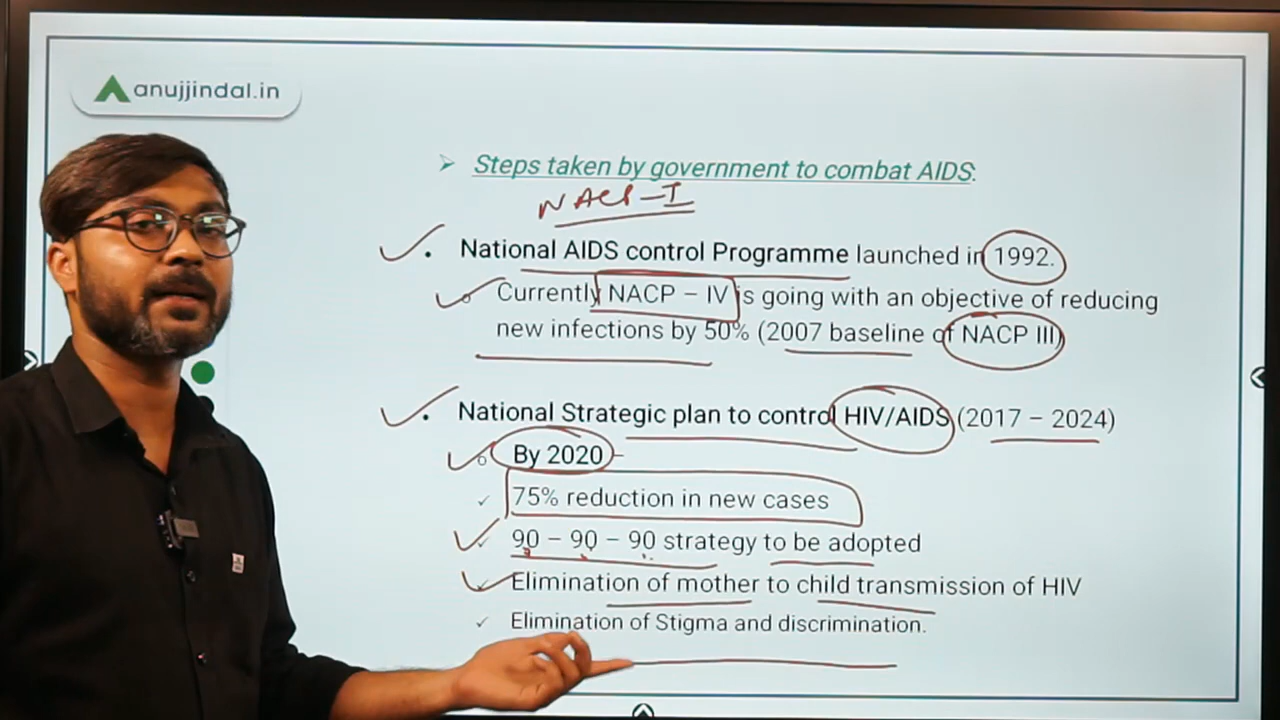 anujjindal.in
Steps taken by government to combat AIDS:
NACP-I
National AIDS control Programme launched in 1992.
Currently NACP – IV is going with an objective of reducing
new infections by 50% (2007 baseline of NACP III)
National Strategic plan to control HIV/AIDS (2017 – 2024)
By 2020
75% reduction in new cases
90 – 90 – 90 strategy to be adopted
Elimination of mother to child transmission of HIV
Elimination of Stigma and discrimination.